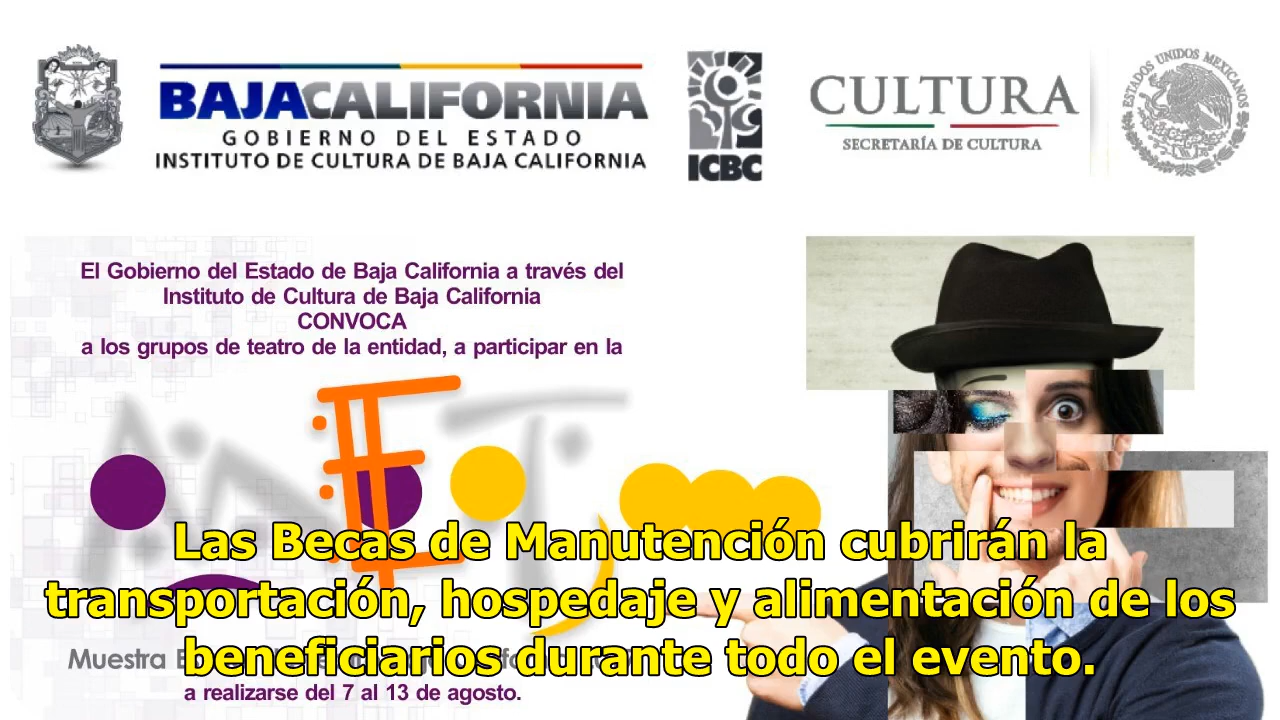 BAJACALIFORNIA
GOBIERNO DEL ESTADO
INSTITUTO DE CULTURA DE BAJA CALIFORNIA
ICBC
CULTURA
SECRETARÍA DE CULTURA
ESTADOS UNIDOS MEXICANOS
El Gobierno del Estado de Baja California a través del
Instituto de Cultura de Baja California
CONVOCA
a los grupos de teatro de la entidad, a participar en la
Las Becas de Manutención cubrirán la
transportación, hospedaje y alimentación de los
beneficiarios durante todo el evento.
Muestra
a realizarse del 7 al 13 de agosto.